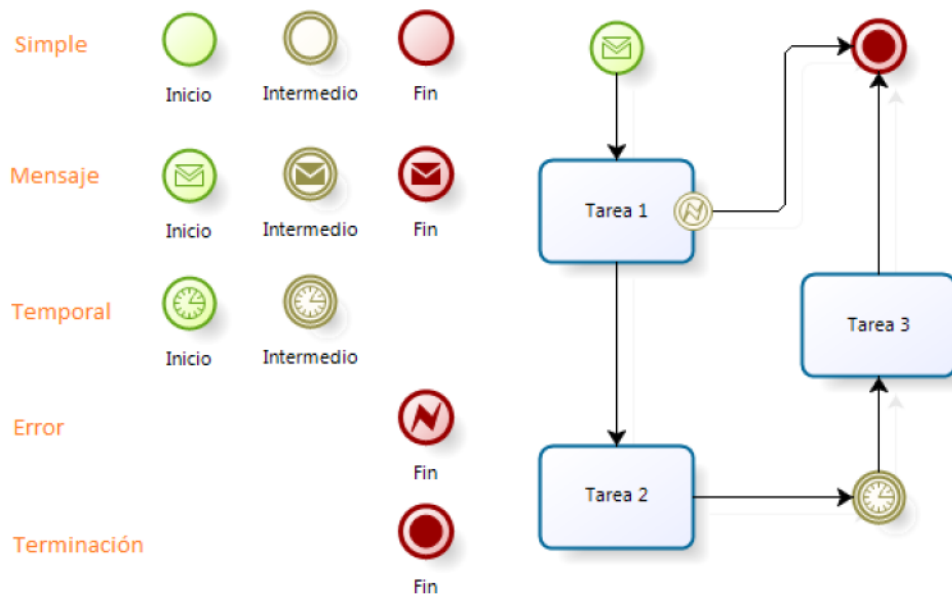 Simple
Inicio
Intermedio
Fin
Mensaje
Inicio
Intermedio
Fin
Temporal
Inicio
Intermedio
Error
Fin
Terminación
Fin
Tarea 1
Tarea 3
Tarea 2